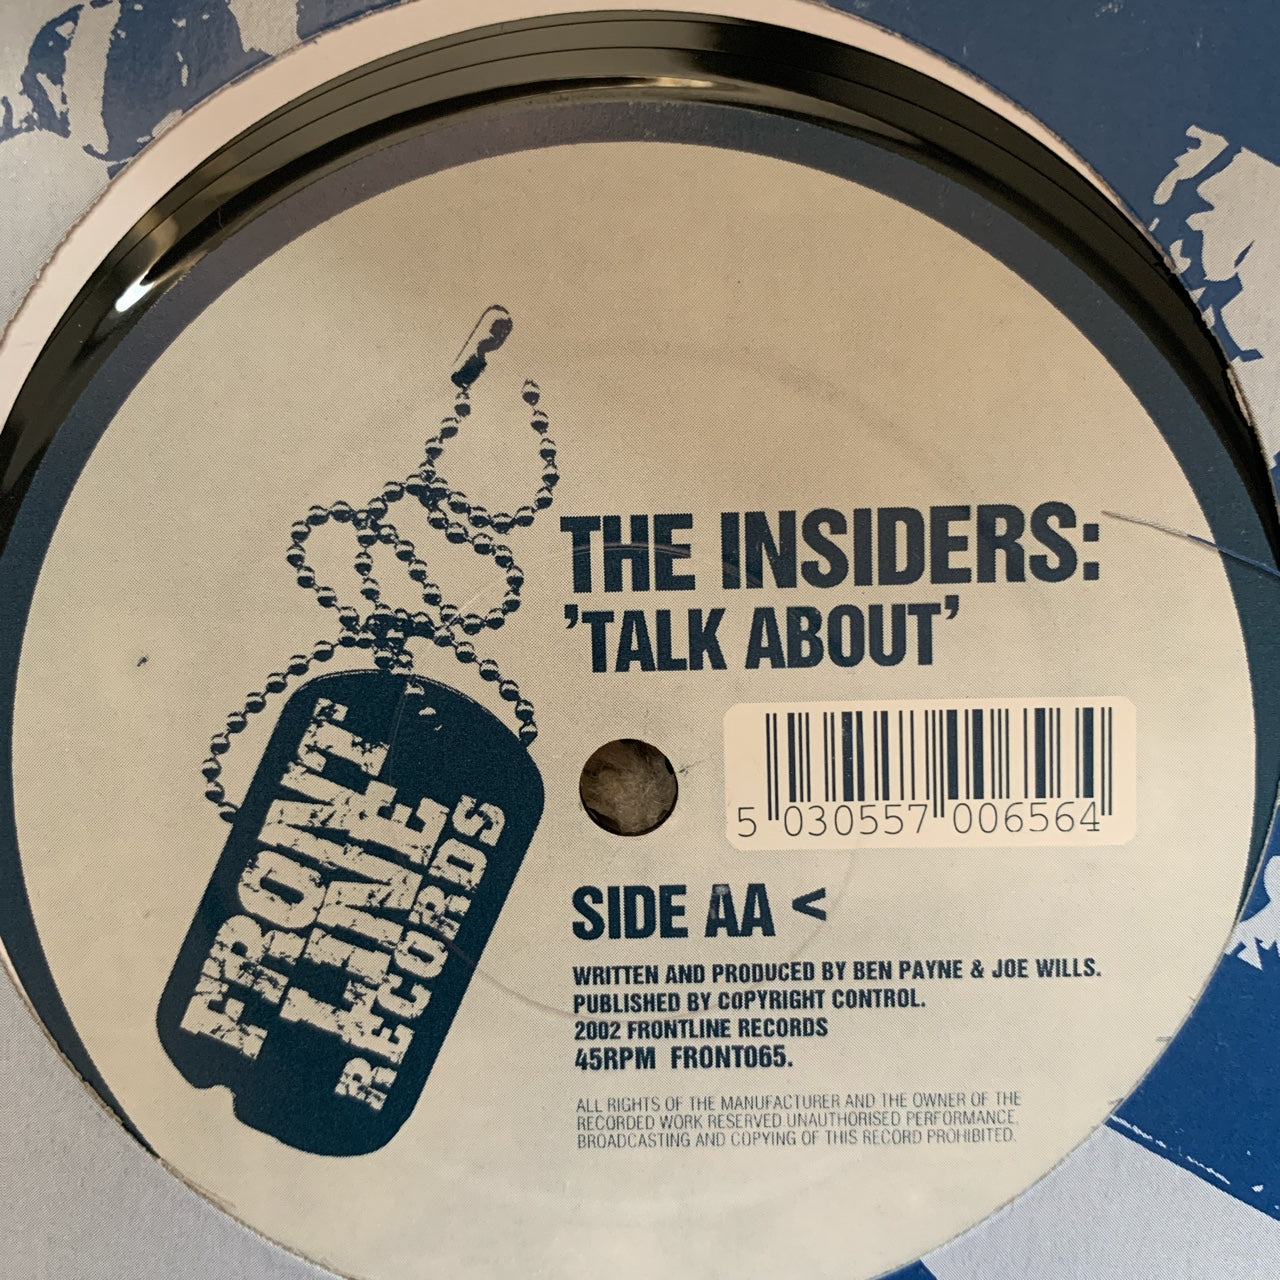 THE INSIDERS:
'TALK ABOUT'
5 030557 006564
FRONT
LINE
RECORDS
SIDE AA <
WRITTEN AND PRODUCED BY BEN PAYNE & JOE WILLS.
PUBLISHED BY COPYRIGHT CONTROL.
2002 FRONTLINE RECORDS
45RPM FRONT065.
ALL RIGHTS OF THE MANUFACTURER AND THE OWNER OF THE
RECORDED WORK RESERVED UNAUTHORISED PERFORMANCE,
BROADCASTING AND COPYING OF THIS RECORD PROHIBITED.